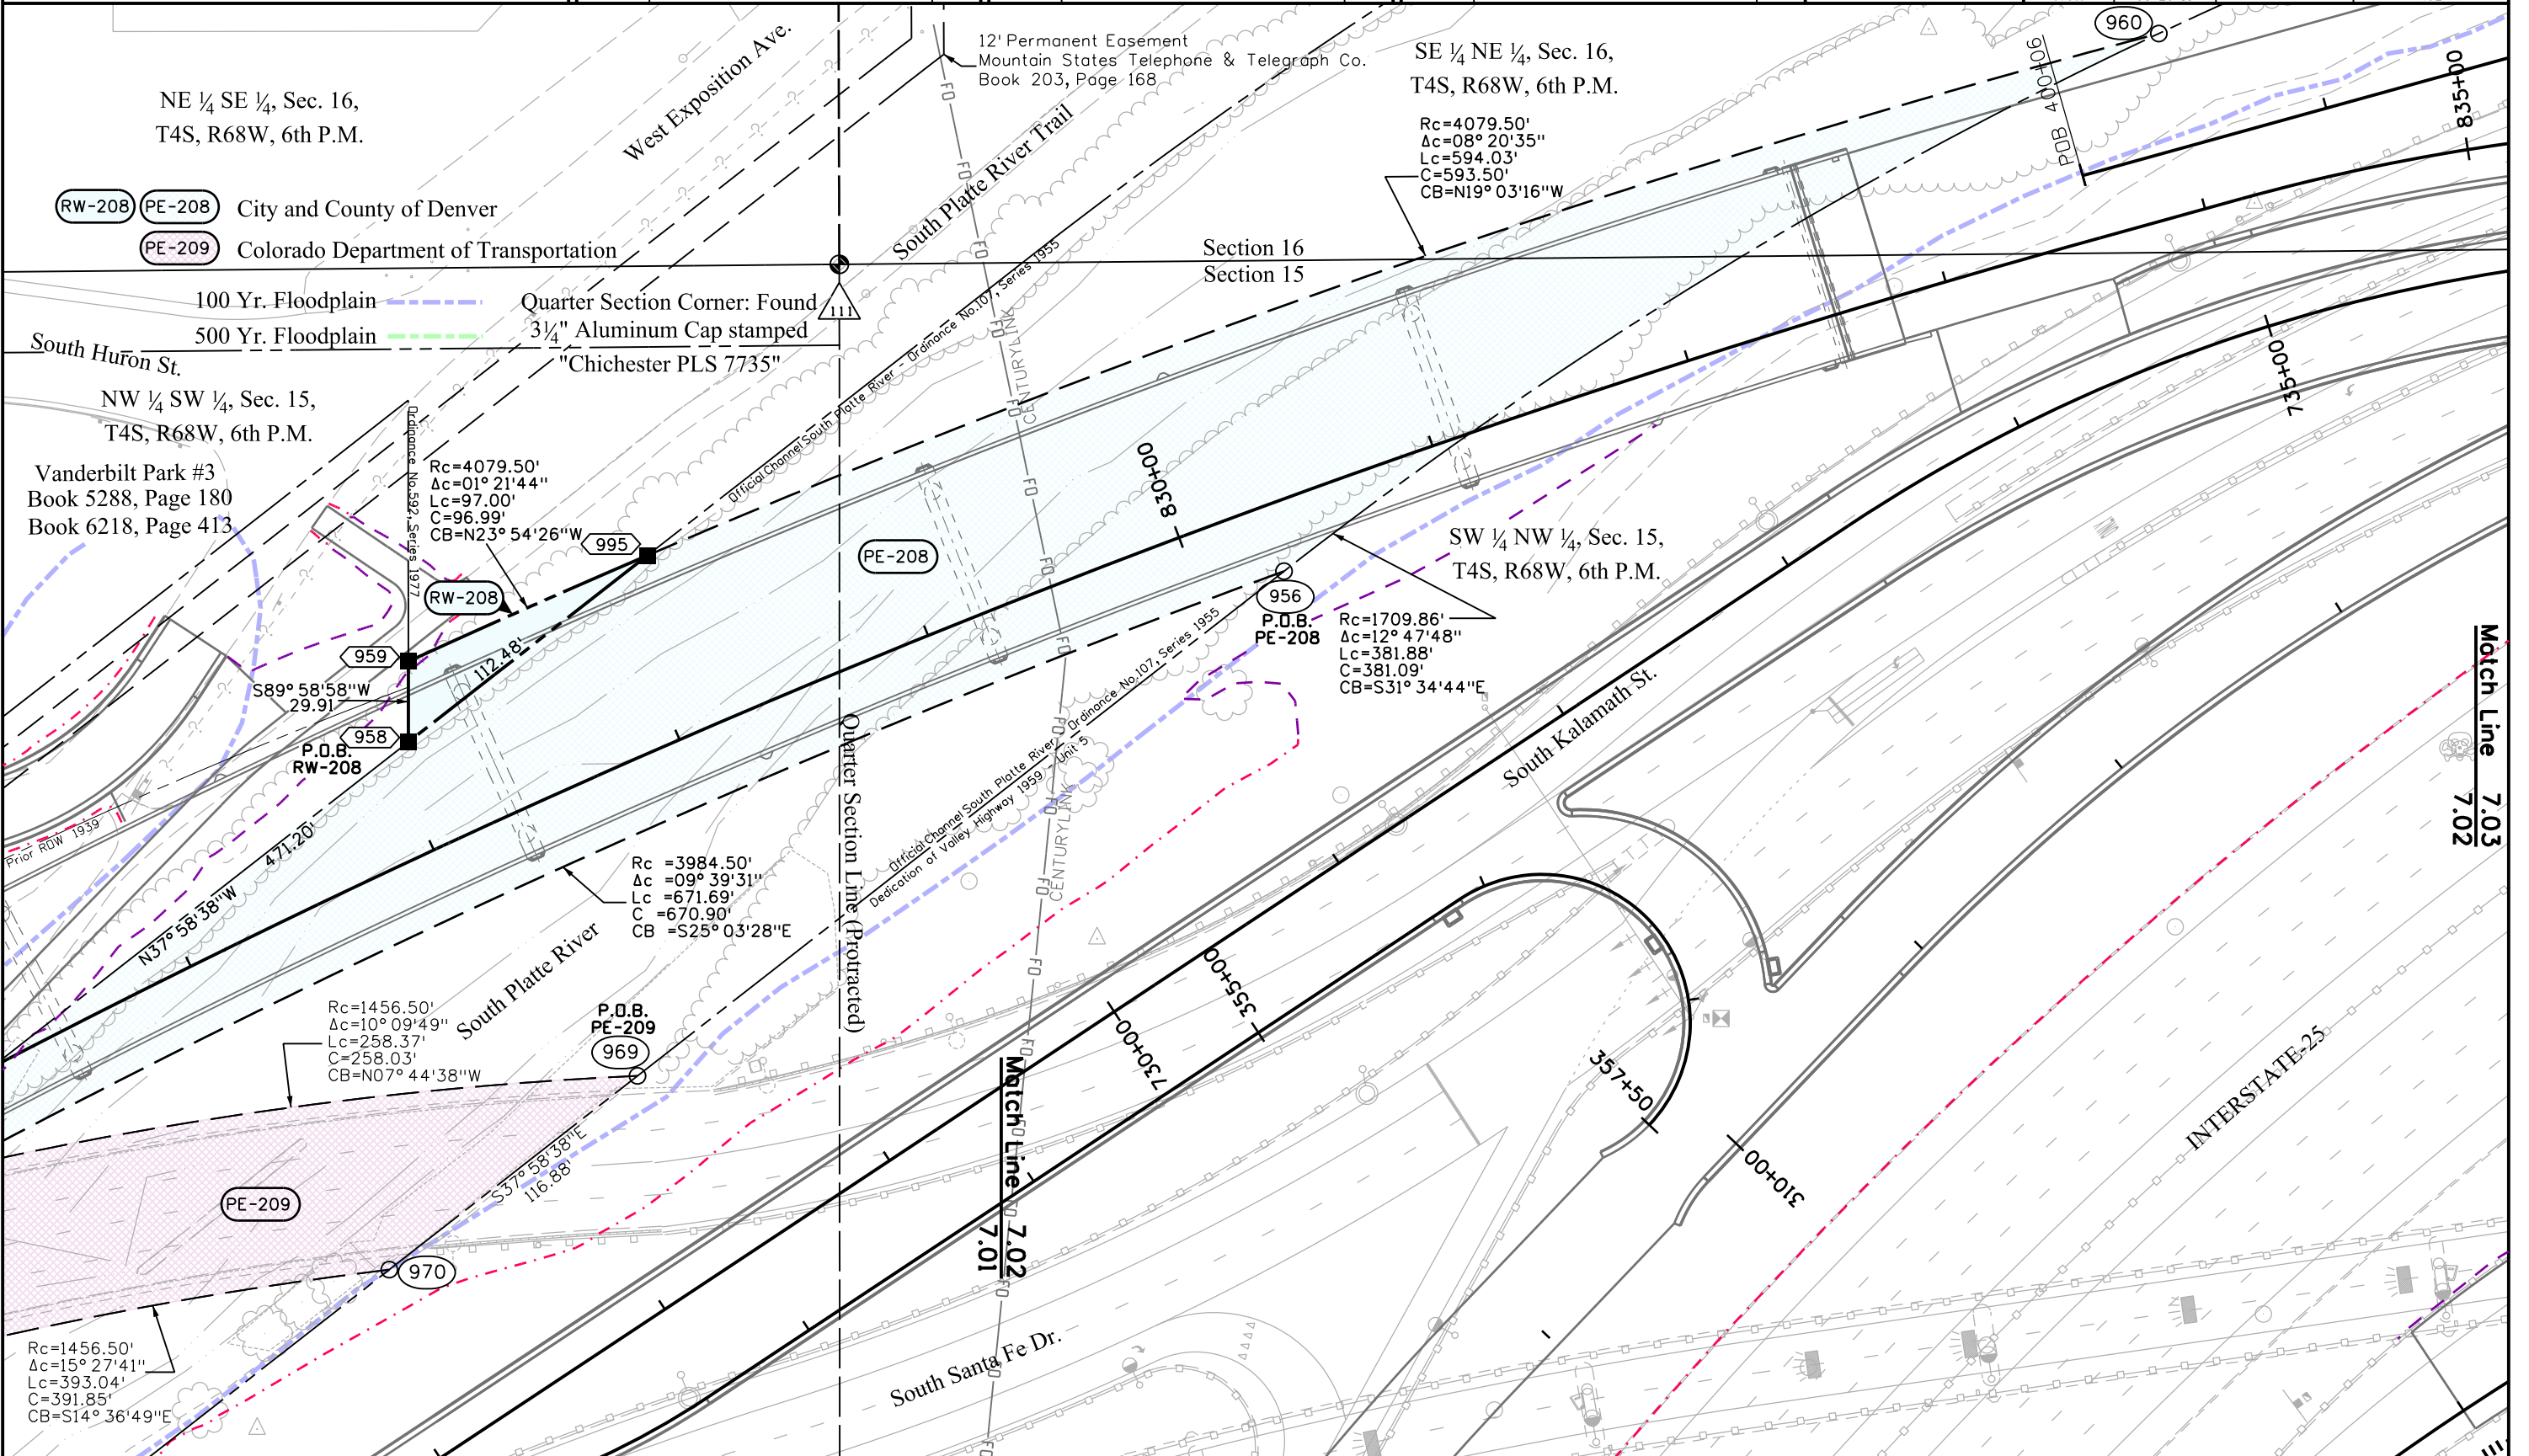 NE ¼ SE ¼, Sec. 16,
T4S, R68W, 6th P.M.
West Exposition Ave.
12' Permanent Easement
Mountain States Telephone & Telegraph Co.
Book 203, Page 168
South Platte River Trail
SE ¼ NE ¼, Sec. 16,
T4S, R68W, 6th P.M.
Rc=4079.50'
Δc=08°20'35"
Lc=594.03'
C=593.50'
CB=N19°03'16"W
960
POB 400+06
835+00
RW-208 PE-208 City and County of Denver
PE-209 Colorado Department of Transportation
Section 16
Section 15
100 Yr. Floodplain
500 Yr. Floodplain
Quarter Section Corner: Found
3¼" Aluminum Cap stamped
"Chichester PLS 7735"
111
South Huron St.
NW ¼ SW ¼, Sec. 15,
T4S, R68W, 6th P.M.
Vanderbilt Park #3
Book 5288, Page 180
Book 6218, Page 413
Ordinance No.592, Series 1977
Rc=4079.50'
Δc=01°21'44"
Lc=97.00'
C=96.99'
CB=N23°54'26"W
995
Official Channel South Platte River - Ordinance No.107, Series 1955
FO
CENTURYLINK
830+00
735+00
RW-208
PE-208
959
112.48'
S89°58'58"W
29.91
958
P.O.B.
RW-208
956
P.O.B.
PE-208
SW ¼ NW ¼, Sec. 15,
T4S, R68W, 6th P.M.
Rc=1709.86'
Δc=12°47'48"
Lc=381.88'
C=381.09'
CB=S31°34'44"E
Match Line 7.03
7.02
South Kalamath St.
Official Channel South Platte River - Ordinance No.107, Series 1955
Dedication of Valley Highway 1959 - Unit 5
CENTURYLINK
Quarter Section Line (Protracted)
Prior ROW 1939
471.20'
N37°58'38"W
Rc =3984.50'
Δc =09°39'31"
Lc =671.69'
C =670.90'
CB =S25°03'28"E
South Platte River
Rc=1456.50'
Δc=10°09'49"
Lc=258.37'
C=258.03'
CB=N07°44'38"W
P.O.B.
PE-209
969
355+00
730+00
357+50
310+00
INTERSTATE-25
Match Line 7.02
7.01
S37°58'38"E
116.88'
PE-209
970
Rc=1456.50'
Δc=15°27'41"
Lc=393.04'
C=391.85'
CB=S14°36'49"E
South Santa Fe Dr.